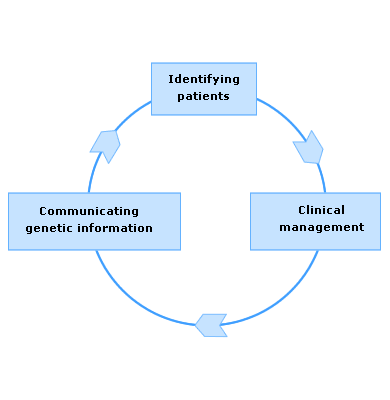 Identifying
patients
Clinical
management
Communicating
genetic information